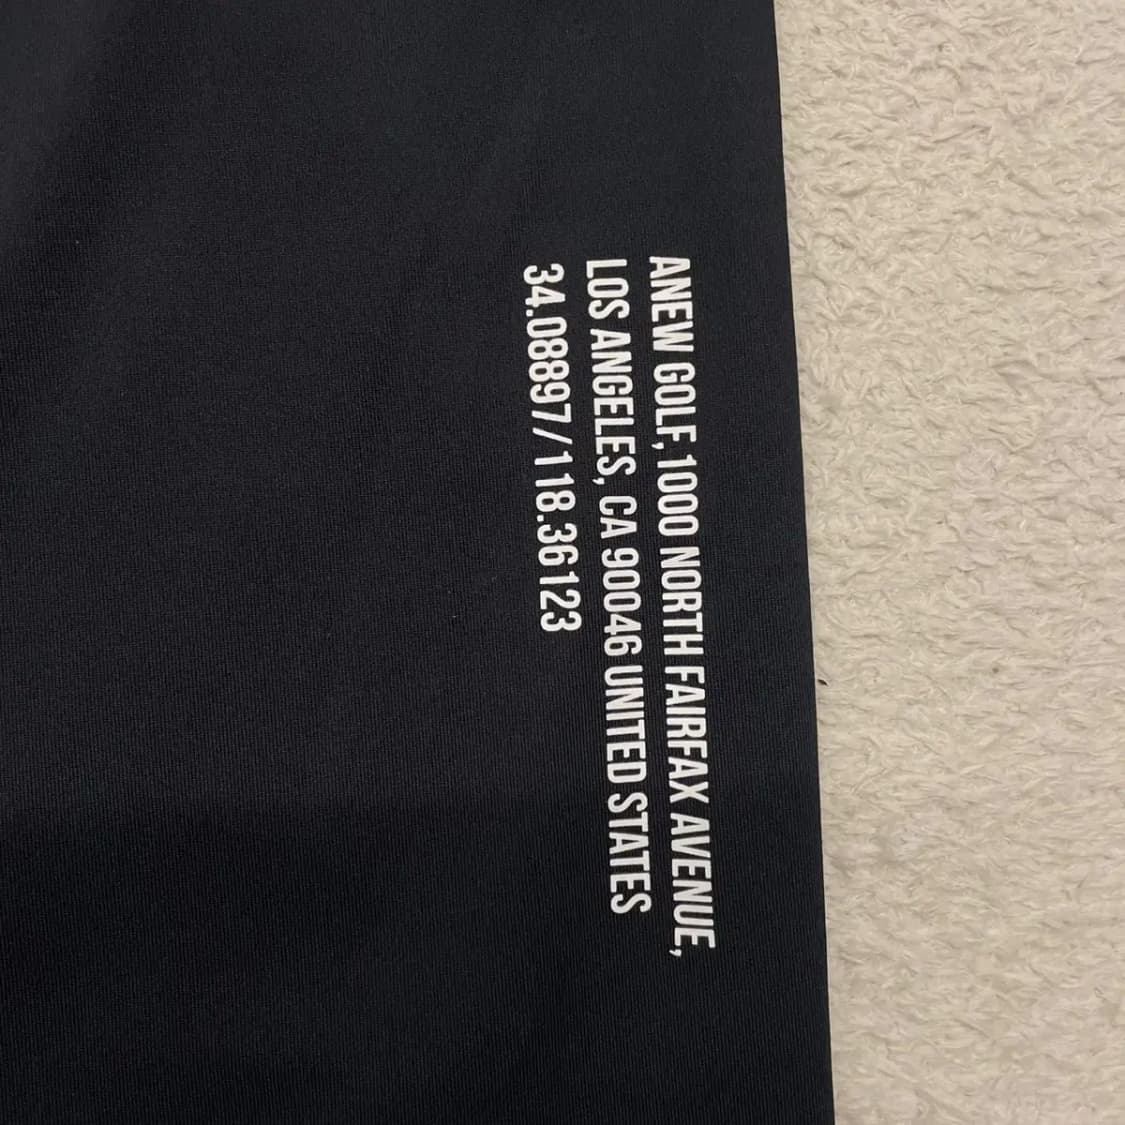 ANEW GOLF, 1000 NORTH FAIRFAX AVENUE,
LOS ANGELES, CA 90046 UNITED STATES
34.08897/118.36123